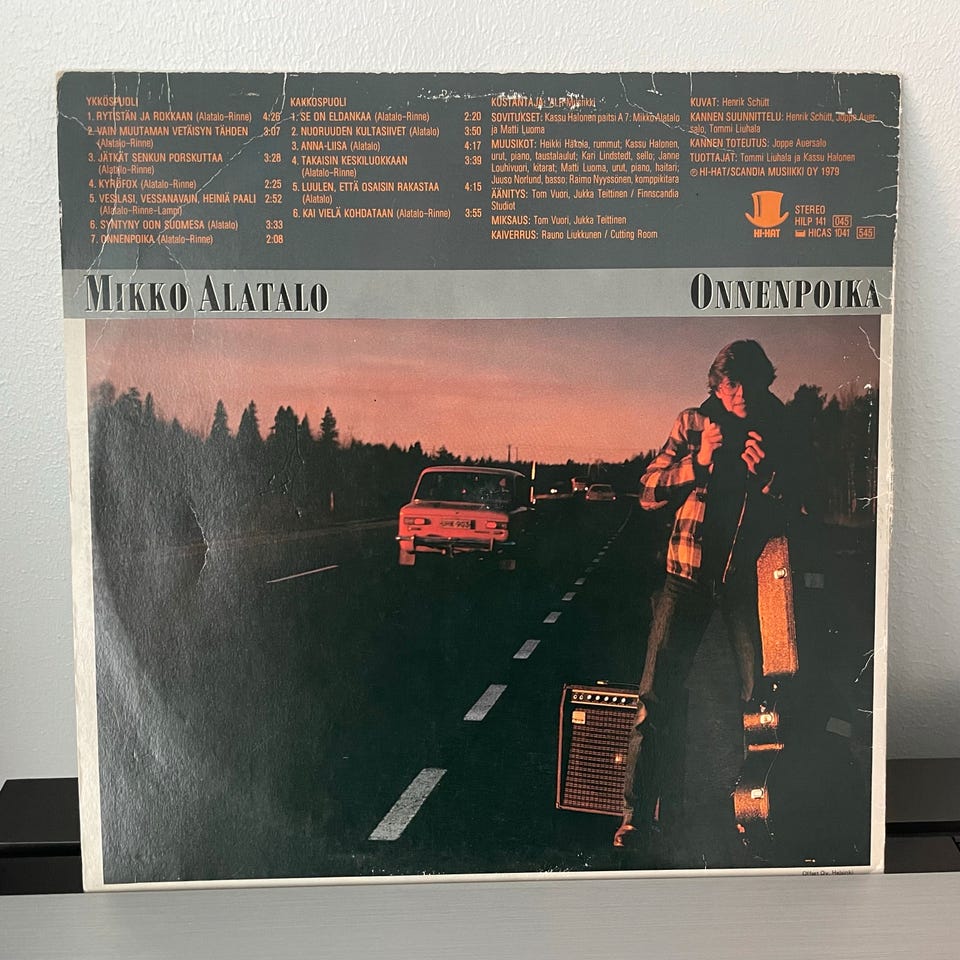 YKKÖSPUOLI
1. RYTISTÄN JA ROKKAAN (Alatalo–Rinne) 4:26
2. VAIN MUUTAMAN VETÄISYN TÄHDEN 3:07
(Alatalo–Rinne)
3. JÄTKÄT SENKUN PORSKUTTAA 3:28
(Alatalo–Rinne)
4. KYRÖFOX (Alatalo–Rinne) 2:25
5. VESILASI, VESSANAVAIN, HEINIÄ PAALI 2:52
(Alatalo–Rinne–Lampi)
6. SYNTYNY OON SUOMESA (Alatalo) 3:33
7. ONNENPOIKA (Alatalo–Rinne) 2:08
KAKKOSPUOLI
1. SE ON ELOANKAA (Alatalo–Rinne) 2:20
2. NUORUUDEN KULTASIIVET (Alatalo) 3:50
3. ANNA-LIISA (Alatalo) 4:17
4. TAKAISIN KESKILUOKKAAN 3:39
(Alatalo–Rinne)
5. LUULEN, ETTÄ OSAISIN RAKASTAA 4:15
(Alatalo)
6. KAI VIELÄ KOHDATAAN (Alatalo–Rinne) 3:55
KUSTANTAJA: ALR Musiikki
SOVITUKSET: Kassu Halonen paitsi A 7: Mikko Alatalo
ja Matti Luoma
MUUSIKOT: Heikki Häkölä, rummut; Kassu Halonen,
urut, piano, taustalaulut; Kari Lindstedt, sello; Janne
Louhivuori, kitarat; Matti Luoma, urut, piano, haitari;
Juuso Norlund, basso; Raimo Nyyssönen, komppikitara
ÄÄNITYS: Tom Vuori, Jukka Teittinen / Finnscandia
Studiot
MIKSAUS: Tom Vuori, Jukka Teittinen
KAIVERRUS: Rauno Liukkunen / Cutting Room
KUVAT: Henrik Schütt
KANNEN SUUNNITTELU: Henrik Schütt, Joppe Auer-
salo, Tommi Liuhala
KANNEN TOTEUTUS: Joppe Auersalo
TUOTTAJAT: Tommi Liuhala ja Kassu Halonen
℗ HI-HAT/SCANDIA MUSIIKKI OY 1979
HI-HAT
STEREO
HILP 141 045
HICAS 1041 545
MIKKO ALATALO
ONNENPOIKA
UHK-903
Offset Oy, Helsinki